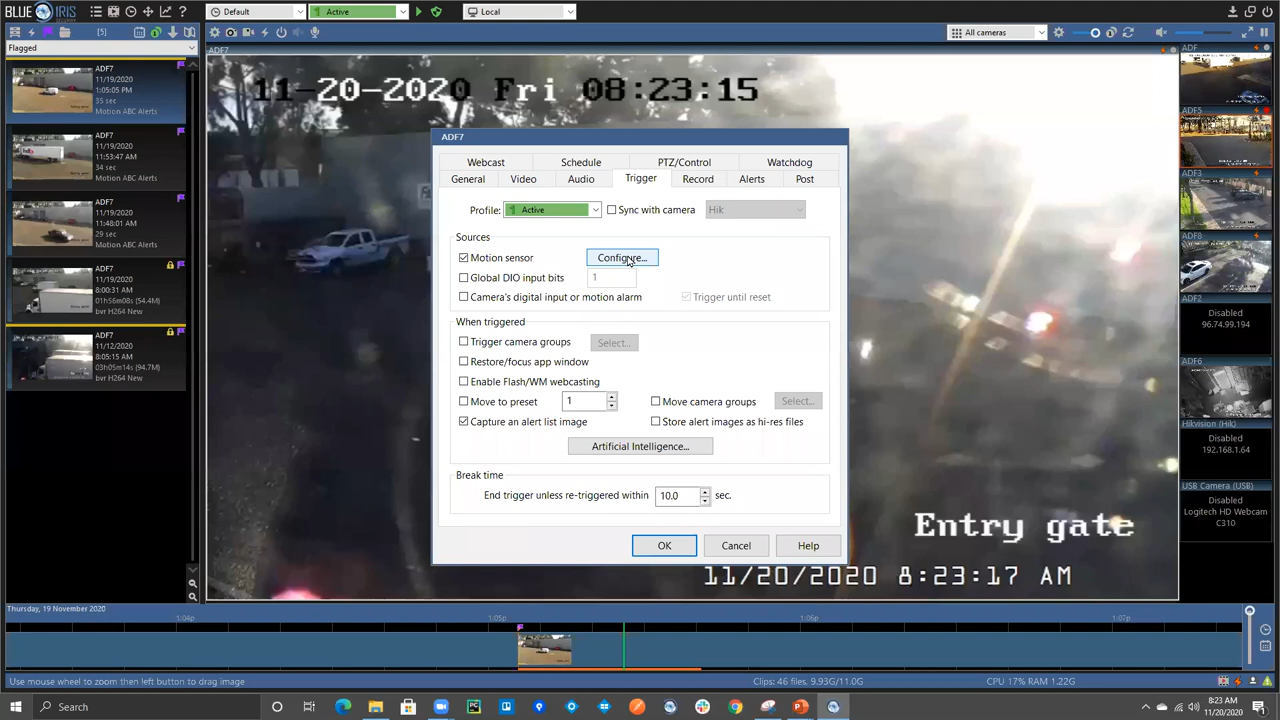 BLUE IRIS
SECURITY
Default
Active
Local
[5]
Flagged
All cameras
ADF7
11/19/2020
1:05:05 PM
35 sec
Motion ABC Alerts
ADF7
11/19/2020
11:53:47 AM
34 sec
Motion ABC Alerts
ADF7
11/19/2020
11:48:01 AM
29 sec
Motion ABC Alerts
ADF7
11/19/2020
8:00:31 AM
01h56m08s (54.4M)
bvr H264 New
ADF7
11/12/2020
8:05:15 AM
03h05m14s (94.7M)
bvr H264 New
ADF7
11-20-2020 Fri 08:23:15
ADF7
Webcast Schedule PTZ/Control Watchdog
General Video Audio Trigger Record Alerts Post
Profile: Active Sync with camera Hik
Sources
Motion sensor Configure...
Global DIO input bits 1
Camera's digital input or motion alarm Trigger until reset
When triggered
Trigger camera groups Select...
Restore/focus app window
Enable Flash/WM webcasting
Move to preset 1 Move camera groups Select...
Capture an alert list image Store alert images as hi-res files
Artificial Intelligence...
Break time
End trigger unless re-triggered within 10.0 sec.
OK Cancel Help
Entry gate
11/20/2020 8:23:17 AM
ADF
ADF5
ADF3
ADF8
ADF2
Disabled
96.74.99.194
ADF6
Hikvision (Hik)
Disabled
192.168.1.64
USB Camera (USB)
Disabled
Logitech HD Webcam
C310
Thursday, 19 November 2020
1:04p 1:05p 1:06p 1:07p
Use mouse wheel to zoom then left button to drag image
Clips: 46 files, 9.93G/11.0G
CPU 17% RAM 1.22G
Search
8:23 AM
11/20/2020